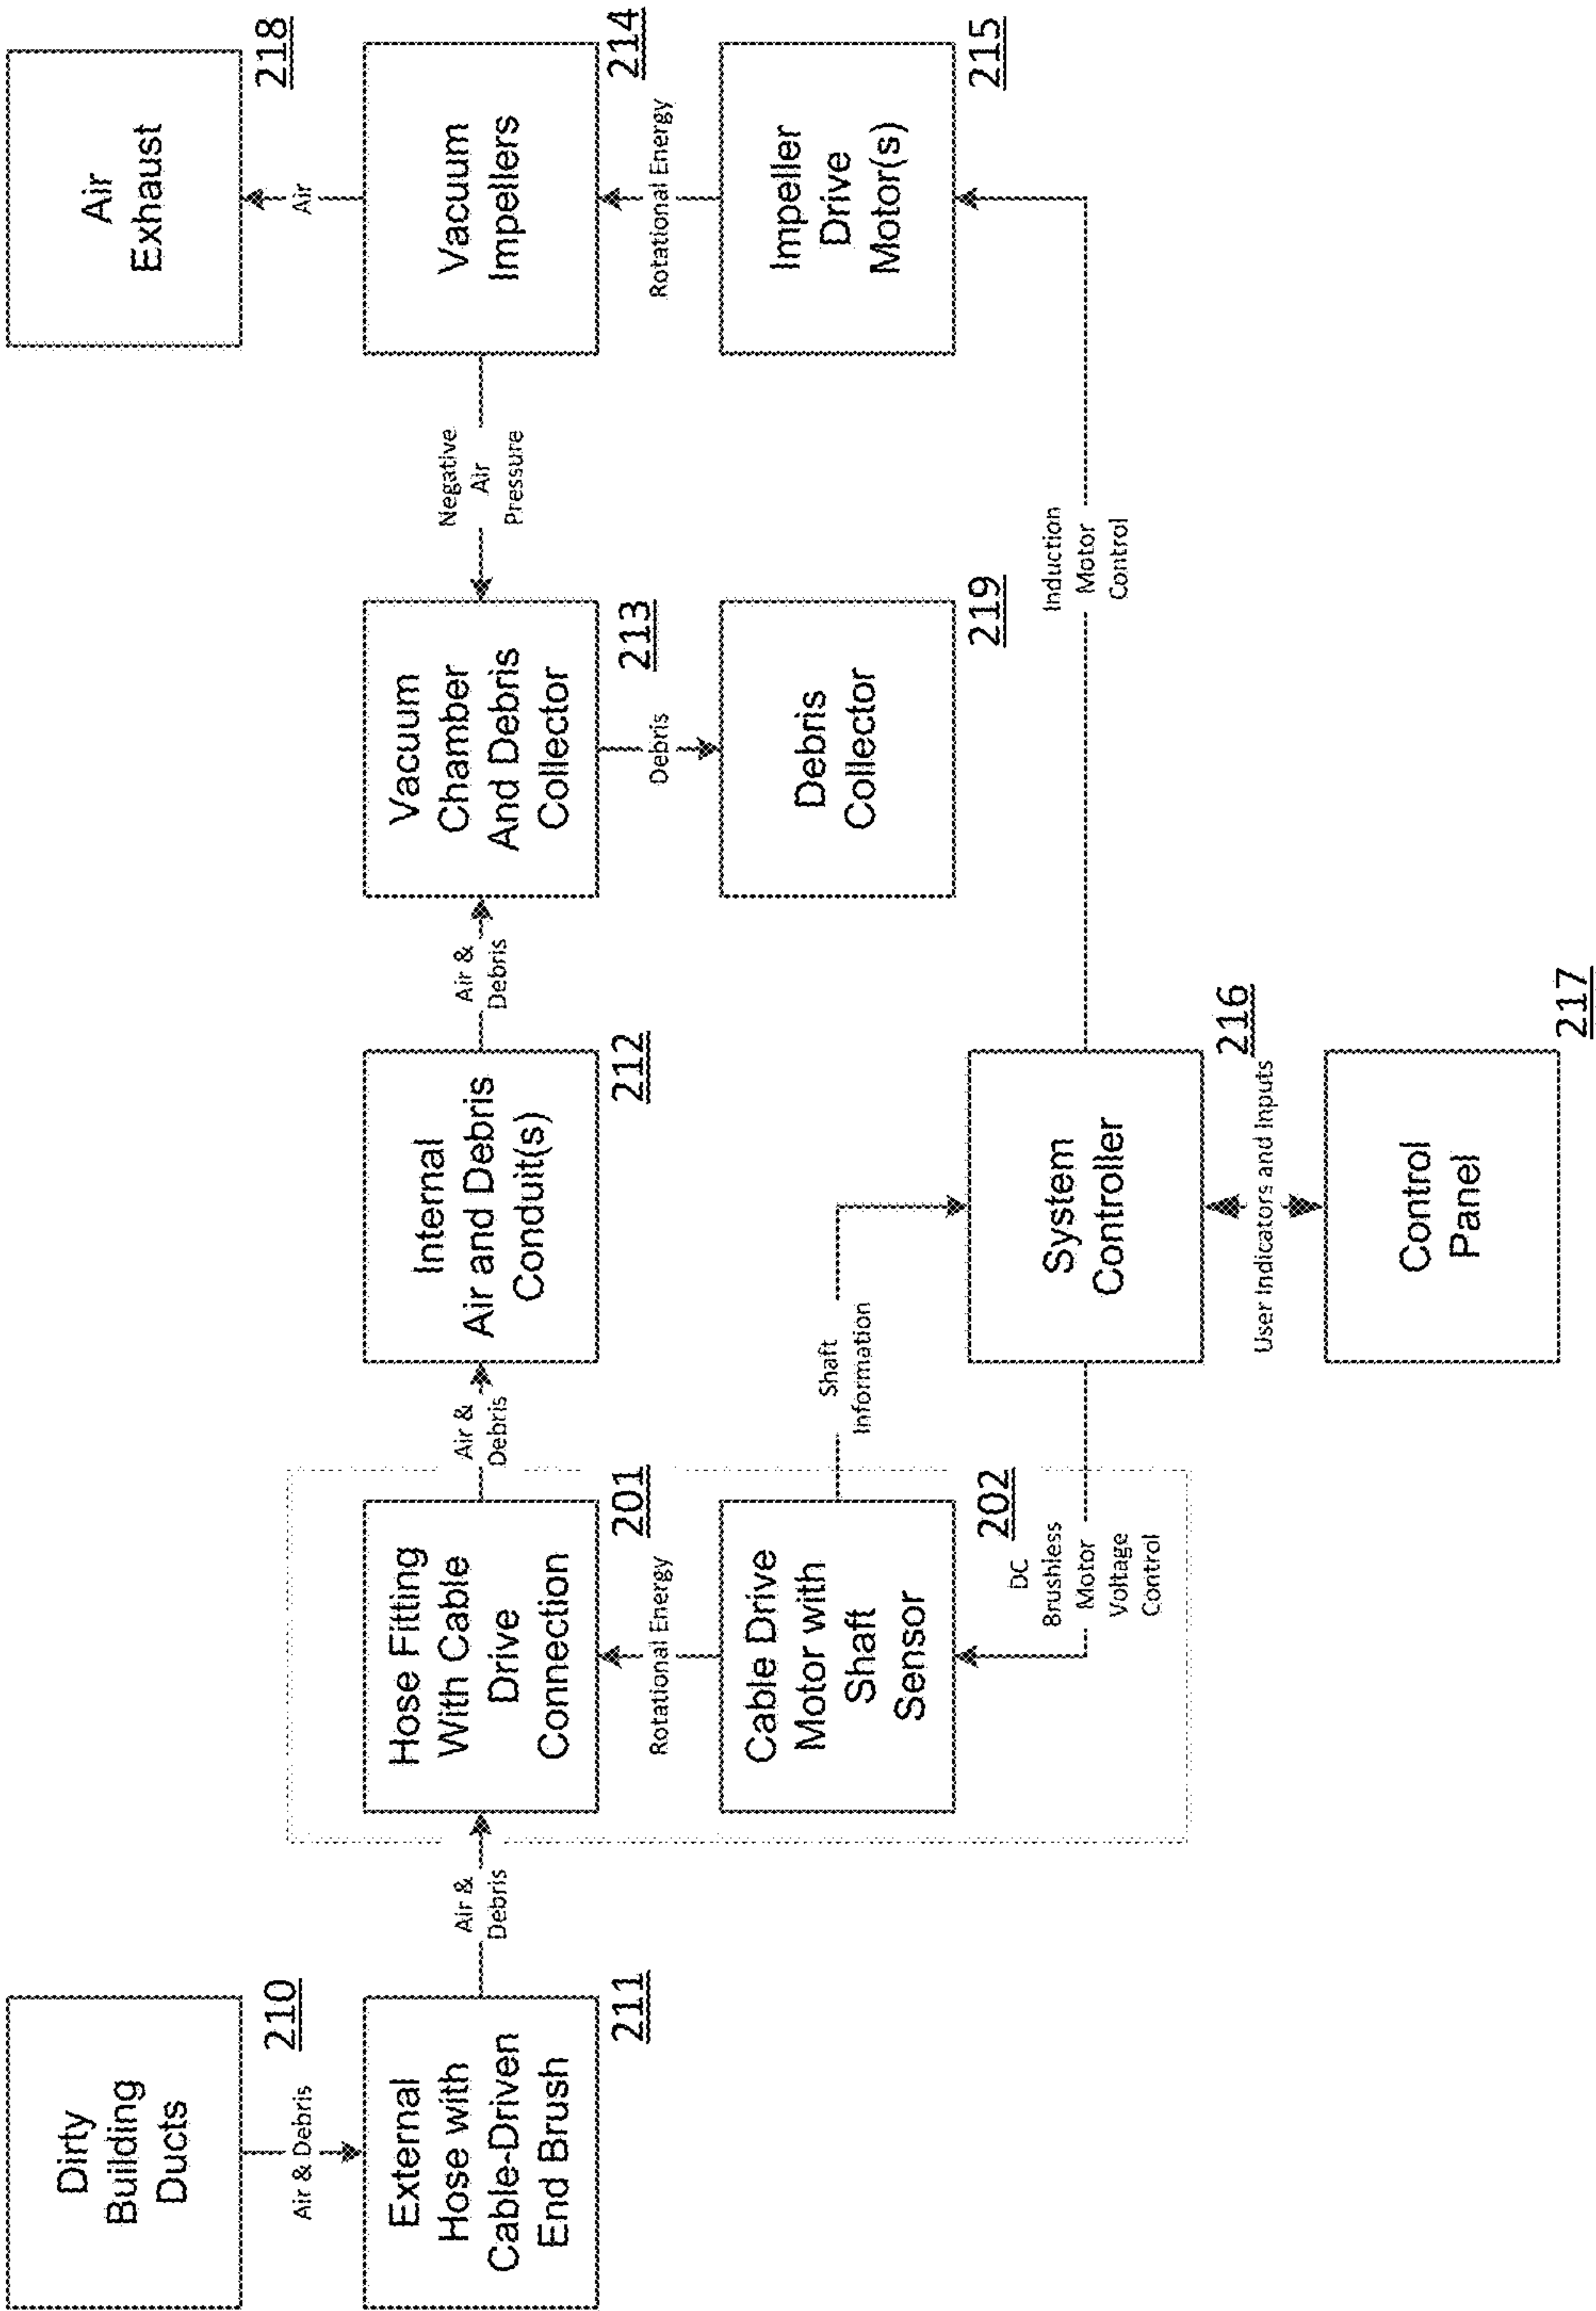 Dirty
Building
Ducts
210
Air & Debris
External
Hose with
Cable-Driven
End Brush
211
Air &
Debris
Hose Fitting
With Cable
Drive
Connection
201
Rotational Energy
Cable Drive
Motor with
Shaft
Sensor
202
DC
Brushless
Motor
Voltage
Control
Shaft
Information
Air &
Debris
Internal
Air and Debris
Conduit(s)
212
System
Controller
216
User Indicators and Inputs
Control
Panel
217
Air &
Debris
Vacuum
Chamber
And Debris
Collector
213
Debris
Debris
Collector
219
Induction
Motor
Control
Negative
Air
Pressure
Air
Exhaust
218
Air
Vacuum
Impellers
214
Rotational Energy
Impeller
Drive
Motor(s)
215